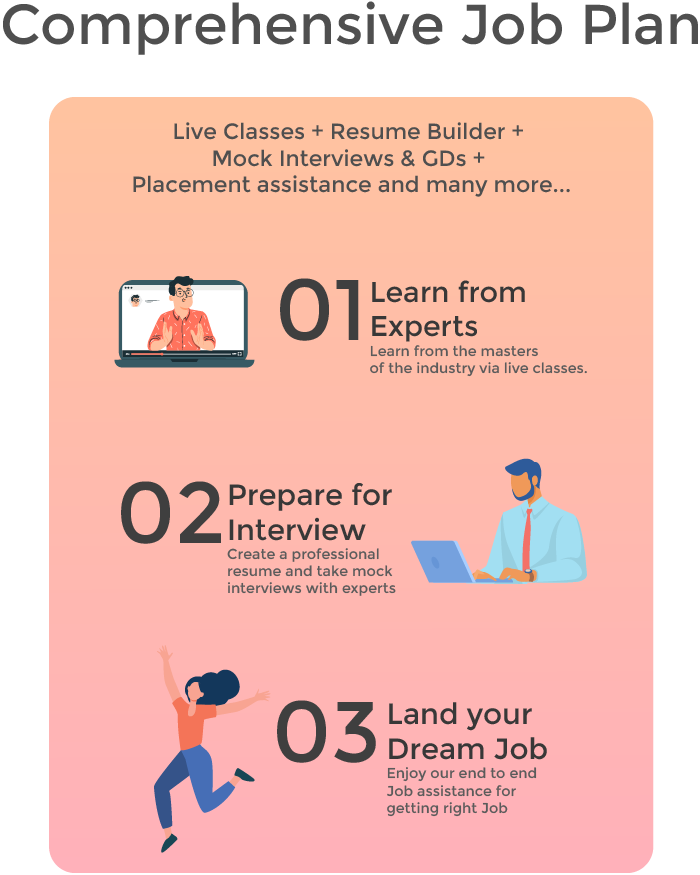 Comprehensive Job Plan
Live Classes + Resume Builder +
Mock Interviews & GDs +
Placement assistance and many more...
01
Learn from
Experts
Learn from the masters
of the industry via live classes.
02
Prepare for
Interview
Create a professional
resume and take mock
interviews with experts
03
Land your
Dream Job
Enjoy our end to end
Job assistance for
getting right Job